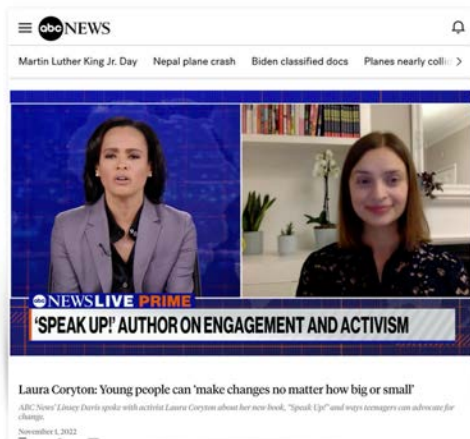 abc NEWS
Martin Luther King Jr. Day Nepal plane crash Biden classified docs Planes nearly collid
abc NEWS LIVE PRIME
'SPEAK UP!' AUTHOR ON ENGAGEMENT AND ACTIVISM
Laura Coryton: Young people can 'make changes no matter how big or small'
ABC News' Linsey Davis spoke with activist Laura Coryton about her new book, "Speak Up!" and ways teenagers can advocate for
change.
November 1, 2022